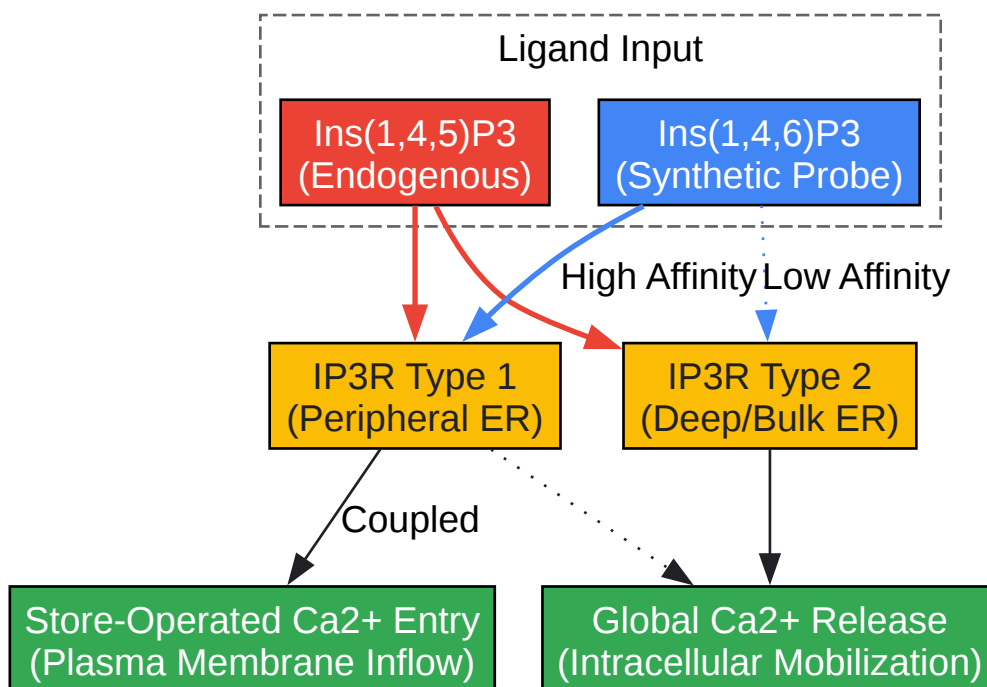 Ligand Input
Ins(1,4,5)P3
(Endogenous)
Ins(1,4,6)P3
(Synthetic Probe)
High Affinity
Low Affinity
IP3R Type 1
(Peripheral ER)
IP3R Type 2
(Deep/Bulk ER)
Coupled
Store-Operated Ca2+ Entry
(Plasma Membrane Inflow)
Global Ca2+ Release
(Intracellular Mobilization)